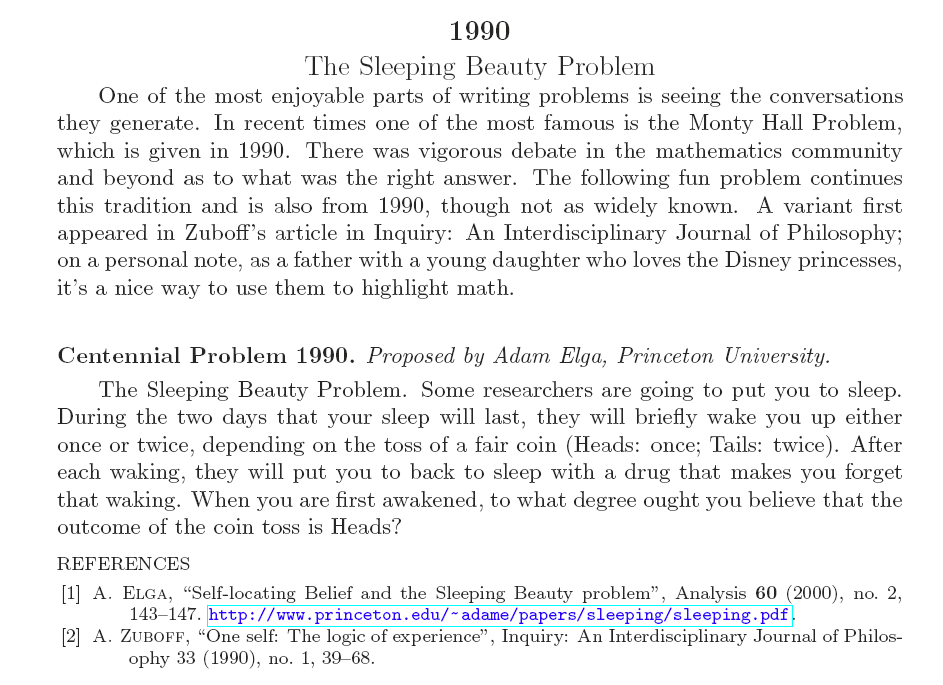 1990
The Sleeping Beauty Problem
One of the most enjoyable parts of writing problems is seeing the conversations
they generate. In recent times one of the most famous is the Monty Hall Problem,
which is given in 1990. There was vigorous debate in the mathematics community
and beyond as to what was the right answer. The following fun problem continues
this tradition and is also from 1990, though not as widely known. A variant first
appeared in Zuboff's article in Inquiry: An Interdisciplinary Journal of Philosophy;
on a personal note, as a father with a young daughter who loves the Disney princesses,
it's a nice way to use them to highlight math.
Centennial Problem 1990. Proposed by Adam Elga, Princeton University.
The Sleeping Beauty Problem. Some researchers are going to put you to sleep.
During the two days that your sleep will last, they will briefly wake you up either
once or twice, depending on the toss of a fair coin (Heads: once; Tails: twice). After
each waking, they will put you to back to sleep with a drug that makes you forget
that waking. When you are first awakened, to what degree ought you believe that the
outcome of the coin toss is Heads?
REFERENCES
[1] A. ELGA, “Self-locating Belief and the Sleeping Beauty problem”, Analysis 60 (2000), no. 2,
143–147. http://www.princeton.edu/~adame/papers/sleeping/sleeping.pdf.
[2] A. ZUBOFF, “One self: The logic of experience”, Inquiry: An Interdisciplinary Journal of Philos-
ophy 33 (1990), no. 1, 39–68.